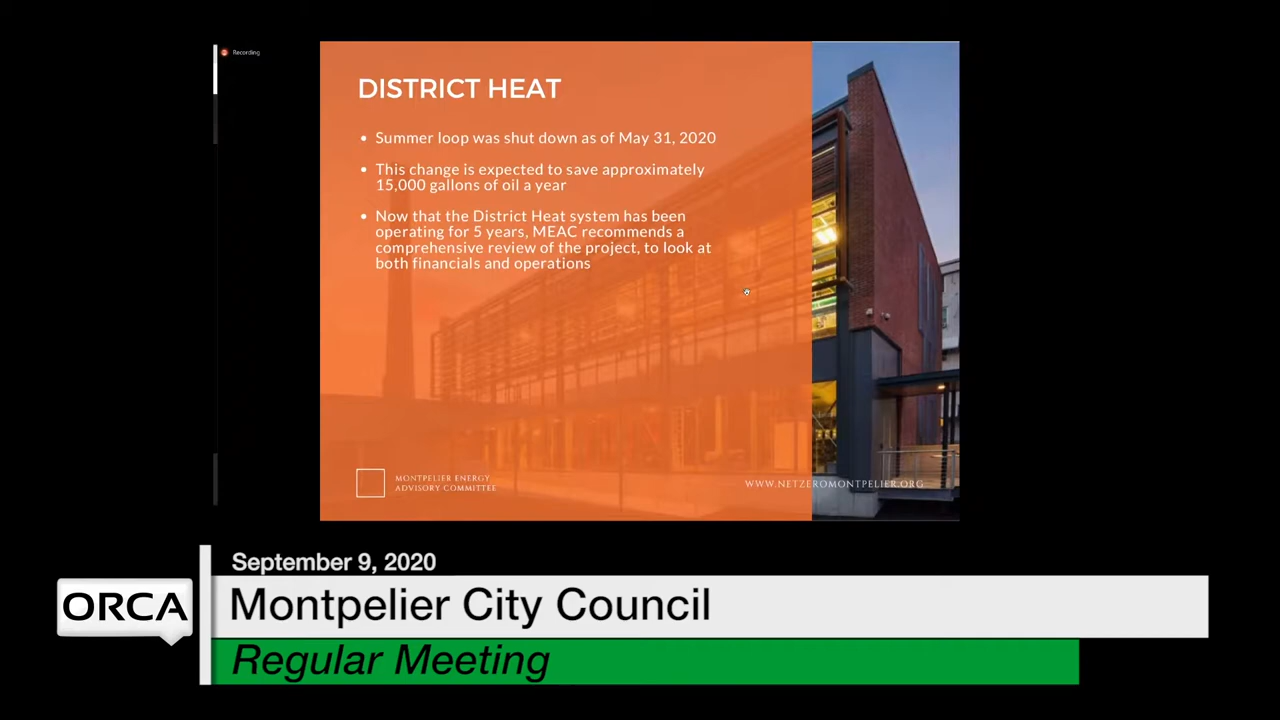 Recording
DISTRICT HEAT
• Summer loop was shut down as of May 31, 2020
• This change is expected to save approximately
15,000 gallons of oil a year
• Now that the District Heat system has been
operating for 5 years, MEAC recommends a
comprehensive review of the project, to look at
both financials and operations
MONTPELIER ENERGY
ADVISORY COMMITTEE
WWW.NETZEROMONTPELIER.ORG
September 9, 2020
ORCA
Montpelier City Council
Regular Meeting